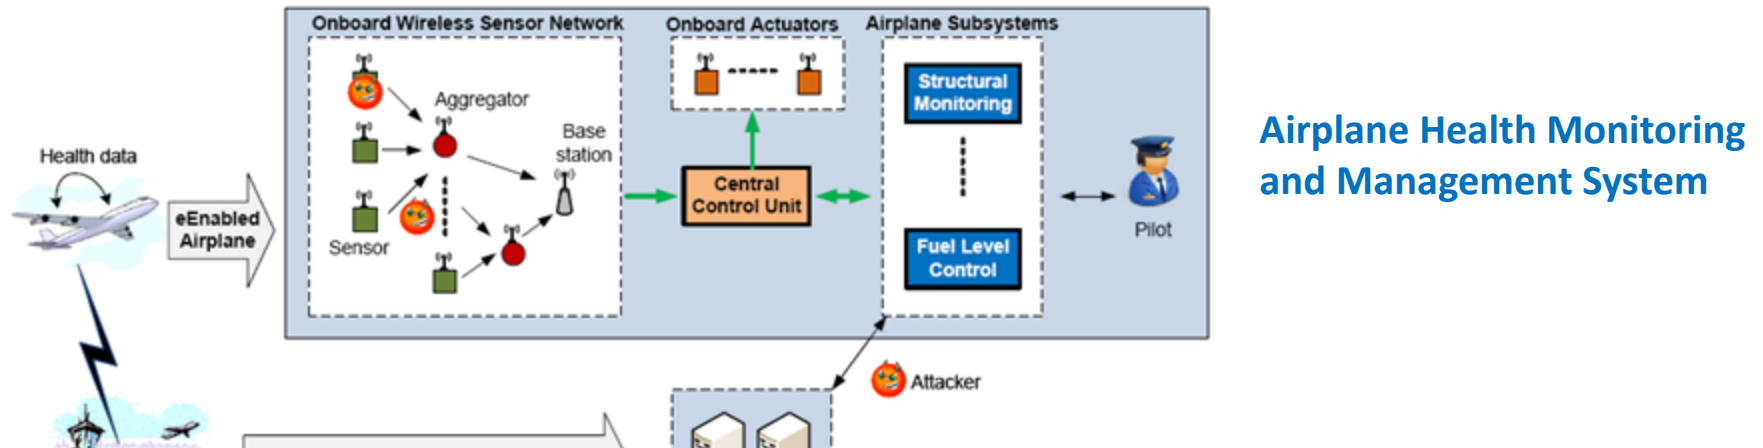 Onboard Wireless Sensor Network
Onboard Actuators
Airplane Subsystems
Aggregator
Base
station
Sensor
Structural
Monitoring
Central
Control Unit
Fuel Level
Control
Pilot
Health data
eEnabled
Airplane
Attacker
Airplane Health Monitoring
and Management System